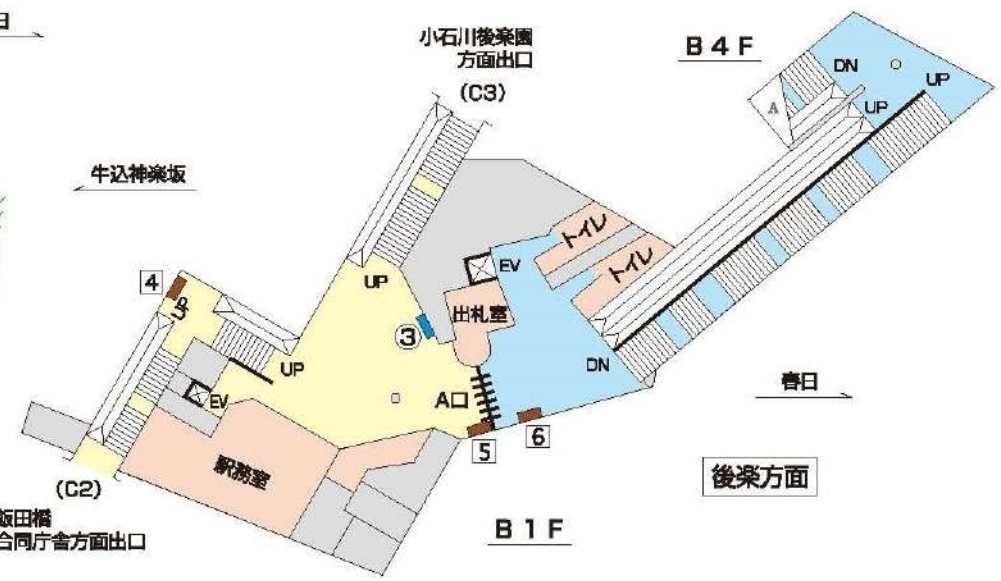 日
小石川後楽園
方面出口
(C3)
B4F
DN
UP
UP
A
牛込神楽坂
トイレ
トイレ
EV
4
UP
UP
出札室
3
UP
DN
春日
EV
A口
5
6
駅務室
後楽方面
(C2)
飯田橋
合同庁舎方面出口
B1F